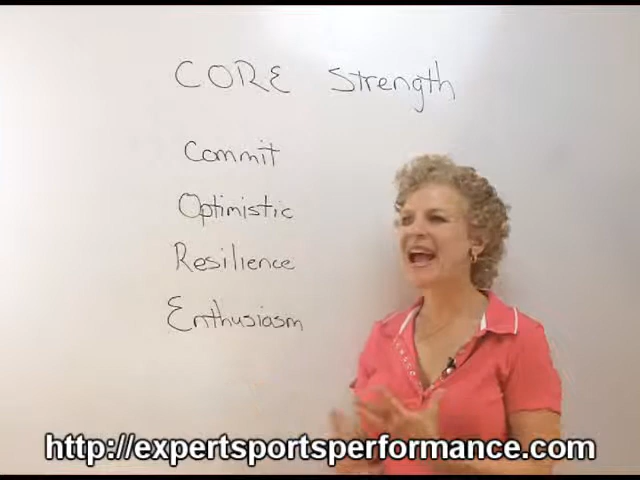 CORE Strength
Commit
Optimistic
Resilience
Enthusiasm
http://expertsportsperformance.com